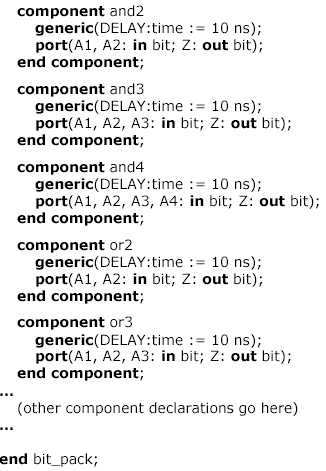 component and2
generic(DELAY:time := 10 ns);
port(A1, A2: in bit; Z: out bit);
end component;
component and3
generic(DELAY:time := 10 ns);
port(A1, A2, A3: in bit; Z: out bit);
end component;
component and4
generic(DELAY:time := 10 ns);
port(A1, A2, A3, A4: in bit; Z: out bit);
end component;
component or2
generic(DELAY:time := 10 ns);
port(A1, A2: in bit; Z: out bit);
end component;
component or3
generic(DELAY:time := 10 ns);
port(A1, A2, A3: in bit; Z: out bit);
end component;
...
(other component declarations go here)
...
end bit_pack;